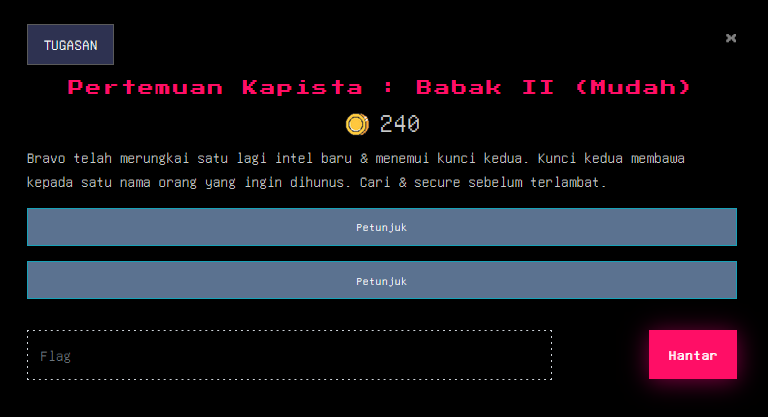 TUGASAN
Pertemuan Kapista : Babak II (Mudah)
240
Bravo telah merungkai satu lagi intel baru & menemui kunci kedua. Kunci kedua membawa
kepada satu nama orang yang ingin dihunus. Cari & secure sebelum terlambat.
Petunjuk
Petunjuk
Flag
Hantar